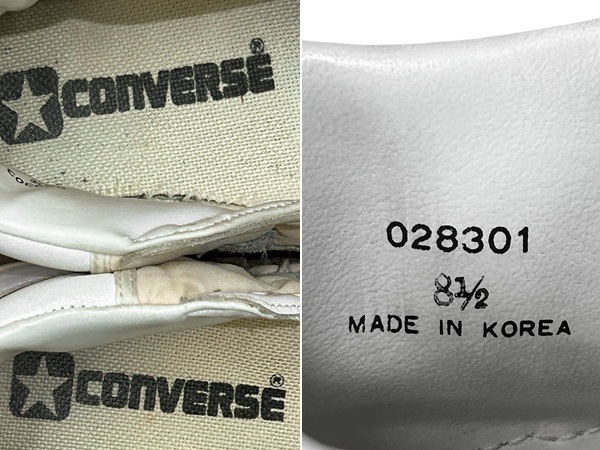 CONVERSE®
CONVERSE®
028301
8½
MADE IN KOREA